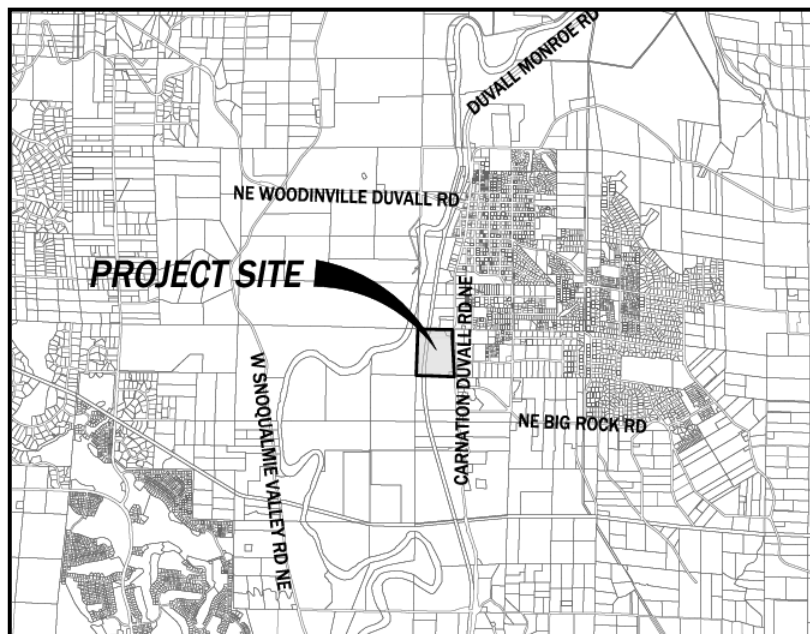 DUVALL MONROE RD
NE WOODINVILLE DUVALL RD
PROJECT SITE
CARNATION DUVALL RD NE
W SNOQUALMIE VALLEY RD NE
NE BIG ROCK RD